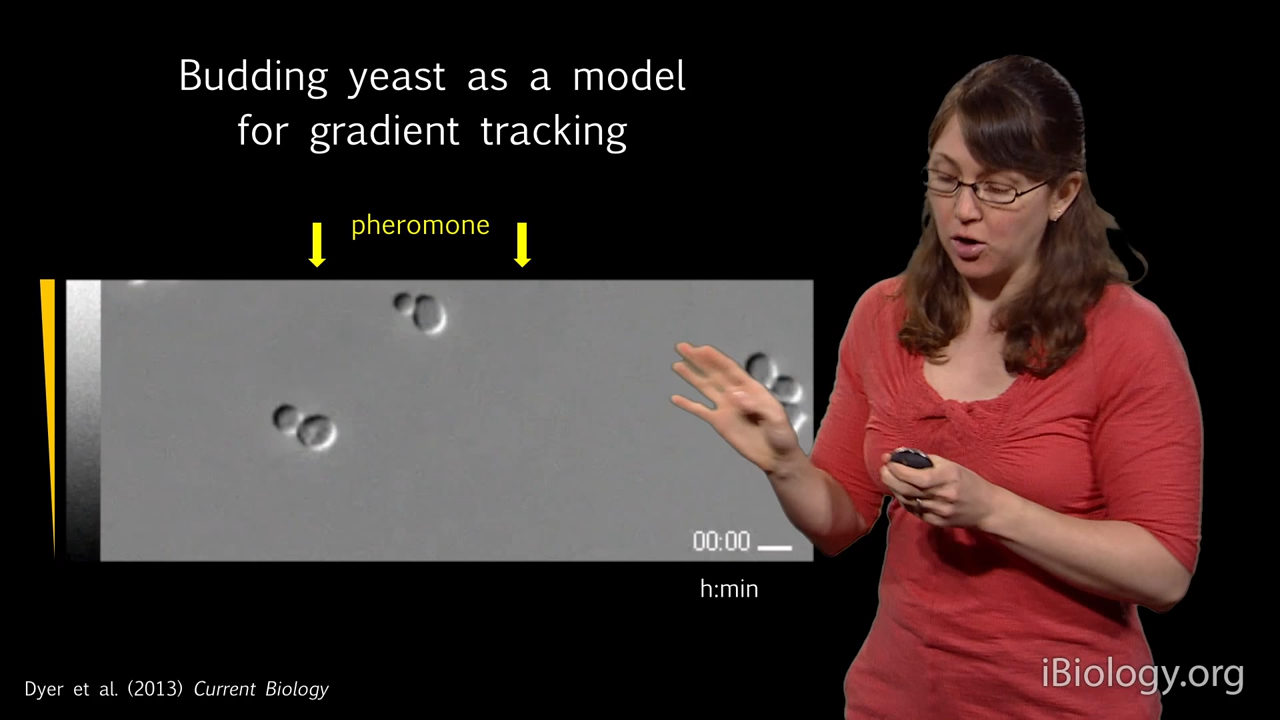 Budding yeast as a model
for gradient tracking
pheromone
00:00
h:min
Dyer et al. (2013) Current Biology
iBiology.org